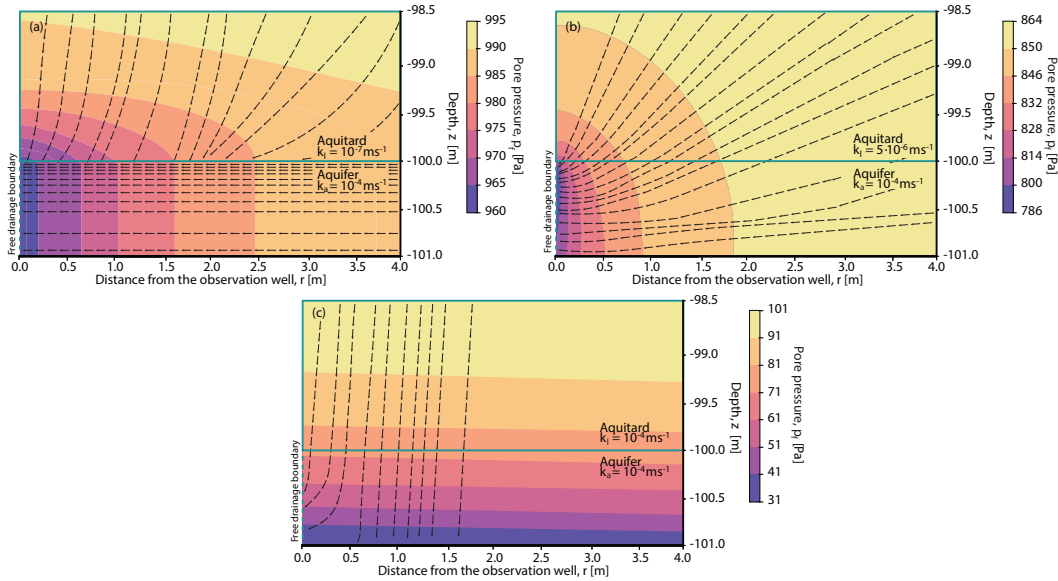 (a)
Aquitard
kₗ = 10⁻⁷ms⁻¹
Aquifer
kₐ = 10⁻⁴ms⁻¹
Free drainage boundary
0.0 0.5 1.0 1.5 2.0 2.5 3.0 3.5 4.0
Distance from the observation well, r [m]
-98.5
-99.0
-99.5
-100.0
-100.5
-101.0
Depth, z [m]
995
990
985
975
970
965
960
Pore pressure, pf [Pa]
(b)
Aquitard
kₗ = 5·10⁻⁶ms⁻¹
Aquifer
kₐ = 10⁻⁴ms⁻¹
Free drainage boundary
0.0 0.5 1.0 1.5 2.0 2.5 3.0 3.5 4.0
Distance from the observation well, r [m]
-98.5
-99.0
-99.5
-100.0
-100.5
-101.0
Depth, z [m]
864
850
846
832
828
814
800
786
Pore pressure, pf [Pa]
(c)
Aquitard
kₗ = 10⁻⁴ms⁻¹
Aquifer
kₐ = 10⁻⁴ms⁻¹
Free drainage boundary
0.0 0.5 1.0 1.5 2.0 2.5 3.0 3.5 4.0
Distance from the observation well, r [m]
-98.5
-99.0
-99.5
-100.0
-100.5
-101.0
Depth, z [m]
101
91
81
71
61
51
41
31
Pore pressure, pf [Pa]